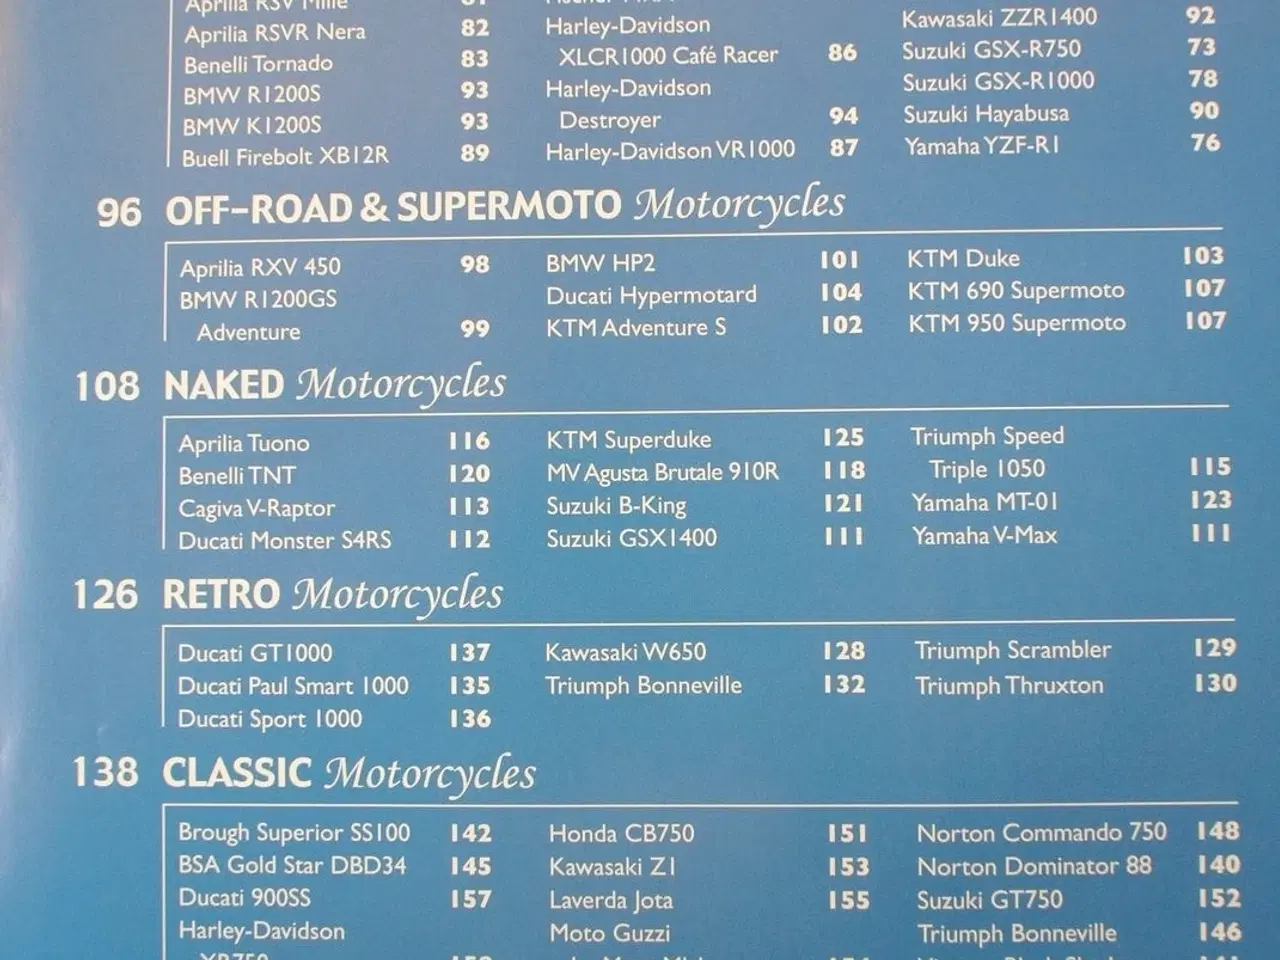 Aprilia RSV Mille 81
Aprilia RSVR Nera 82
Benelli Tornado 83
BMW R1200S 93
BMW K1200S 93
Buell Firebolt XB12R 89
Harley-Davidson
XLCR1000 Café Racer 86
Harley-Davidson
Destroyer 94
Harley-Davidson VR1000 87
Kawasaki ZZR1400 92
Suzuki GSX-R750 73
Suzuki GSX-R1000 78
Suzuki Hayabusa 90
Yamaha YZF-R1 76
96 OFF-ROAD & SUPERMOTO Motorcycles
Aprilia RXV 450 98
BMW R1200GS
Adventure 99
BMW HP2 101
Ducati Hypermotard 104
KTM Adventure S 102
KTM Duke 103
KTM 690 Supermoto 107
KTM 950 Supermoto 107
108 NAKED Motorcycles
Aprilia Tuono 116
Benelli TNT 120
Cagiva V-Raptor 113
Ducati Monster S4RS 112
KTM Superduke 125
MV Agusta Brutale 910R 118
Suzuki B-King 121
Suzuki GSX1400 111
Triumph Speed
Triple 1050 115
Yamaha MT-01 123
Yamaha V-Max 111
126 RETRO Motorcycles
Ducati GT1000 137
Ducati Paul Smart 1000 135
Ducati Sport 1000 136
Kawasaki W650 128
Triumph Bonneville 132
Triumph Scrambler 129
Triumph Thruxton 130
138 CLASSIC Motorcycles
Brough Superior SS100 142
BSA Gold Star DBD34 145
Ducati 900SS 157
Harley-Davidson
XR750
Honda CB750 151
Kawasaki Z1 153
Laverda Jota 155
Moto Guzzi
Norton Commando 750 148
Norton Dominator 88 140
Suzuki GT750 152
Triumph Bonneville 146